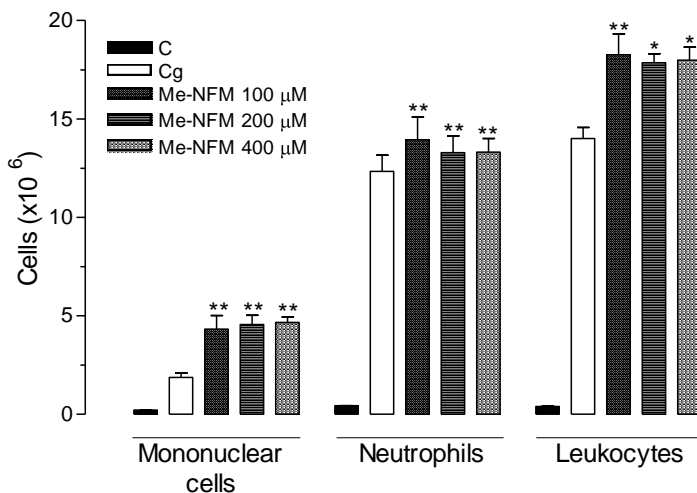 20
15
10
5
0
Cells (x10 6)
C
Cg
Me-NFM 100 μM
Me-NFM 200 μM
Me-NFM 400 μM
** ** **
** ** **
** * *
Mononuclear
cells
Neutrophils
Leukocytes